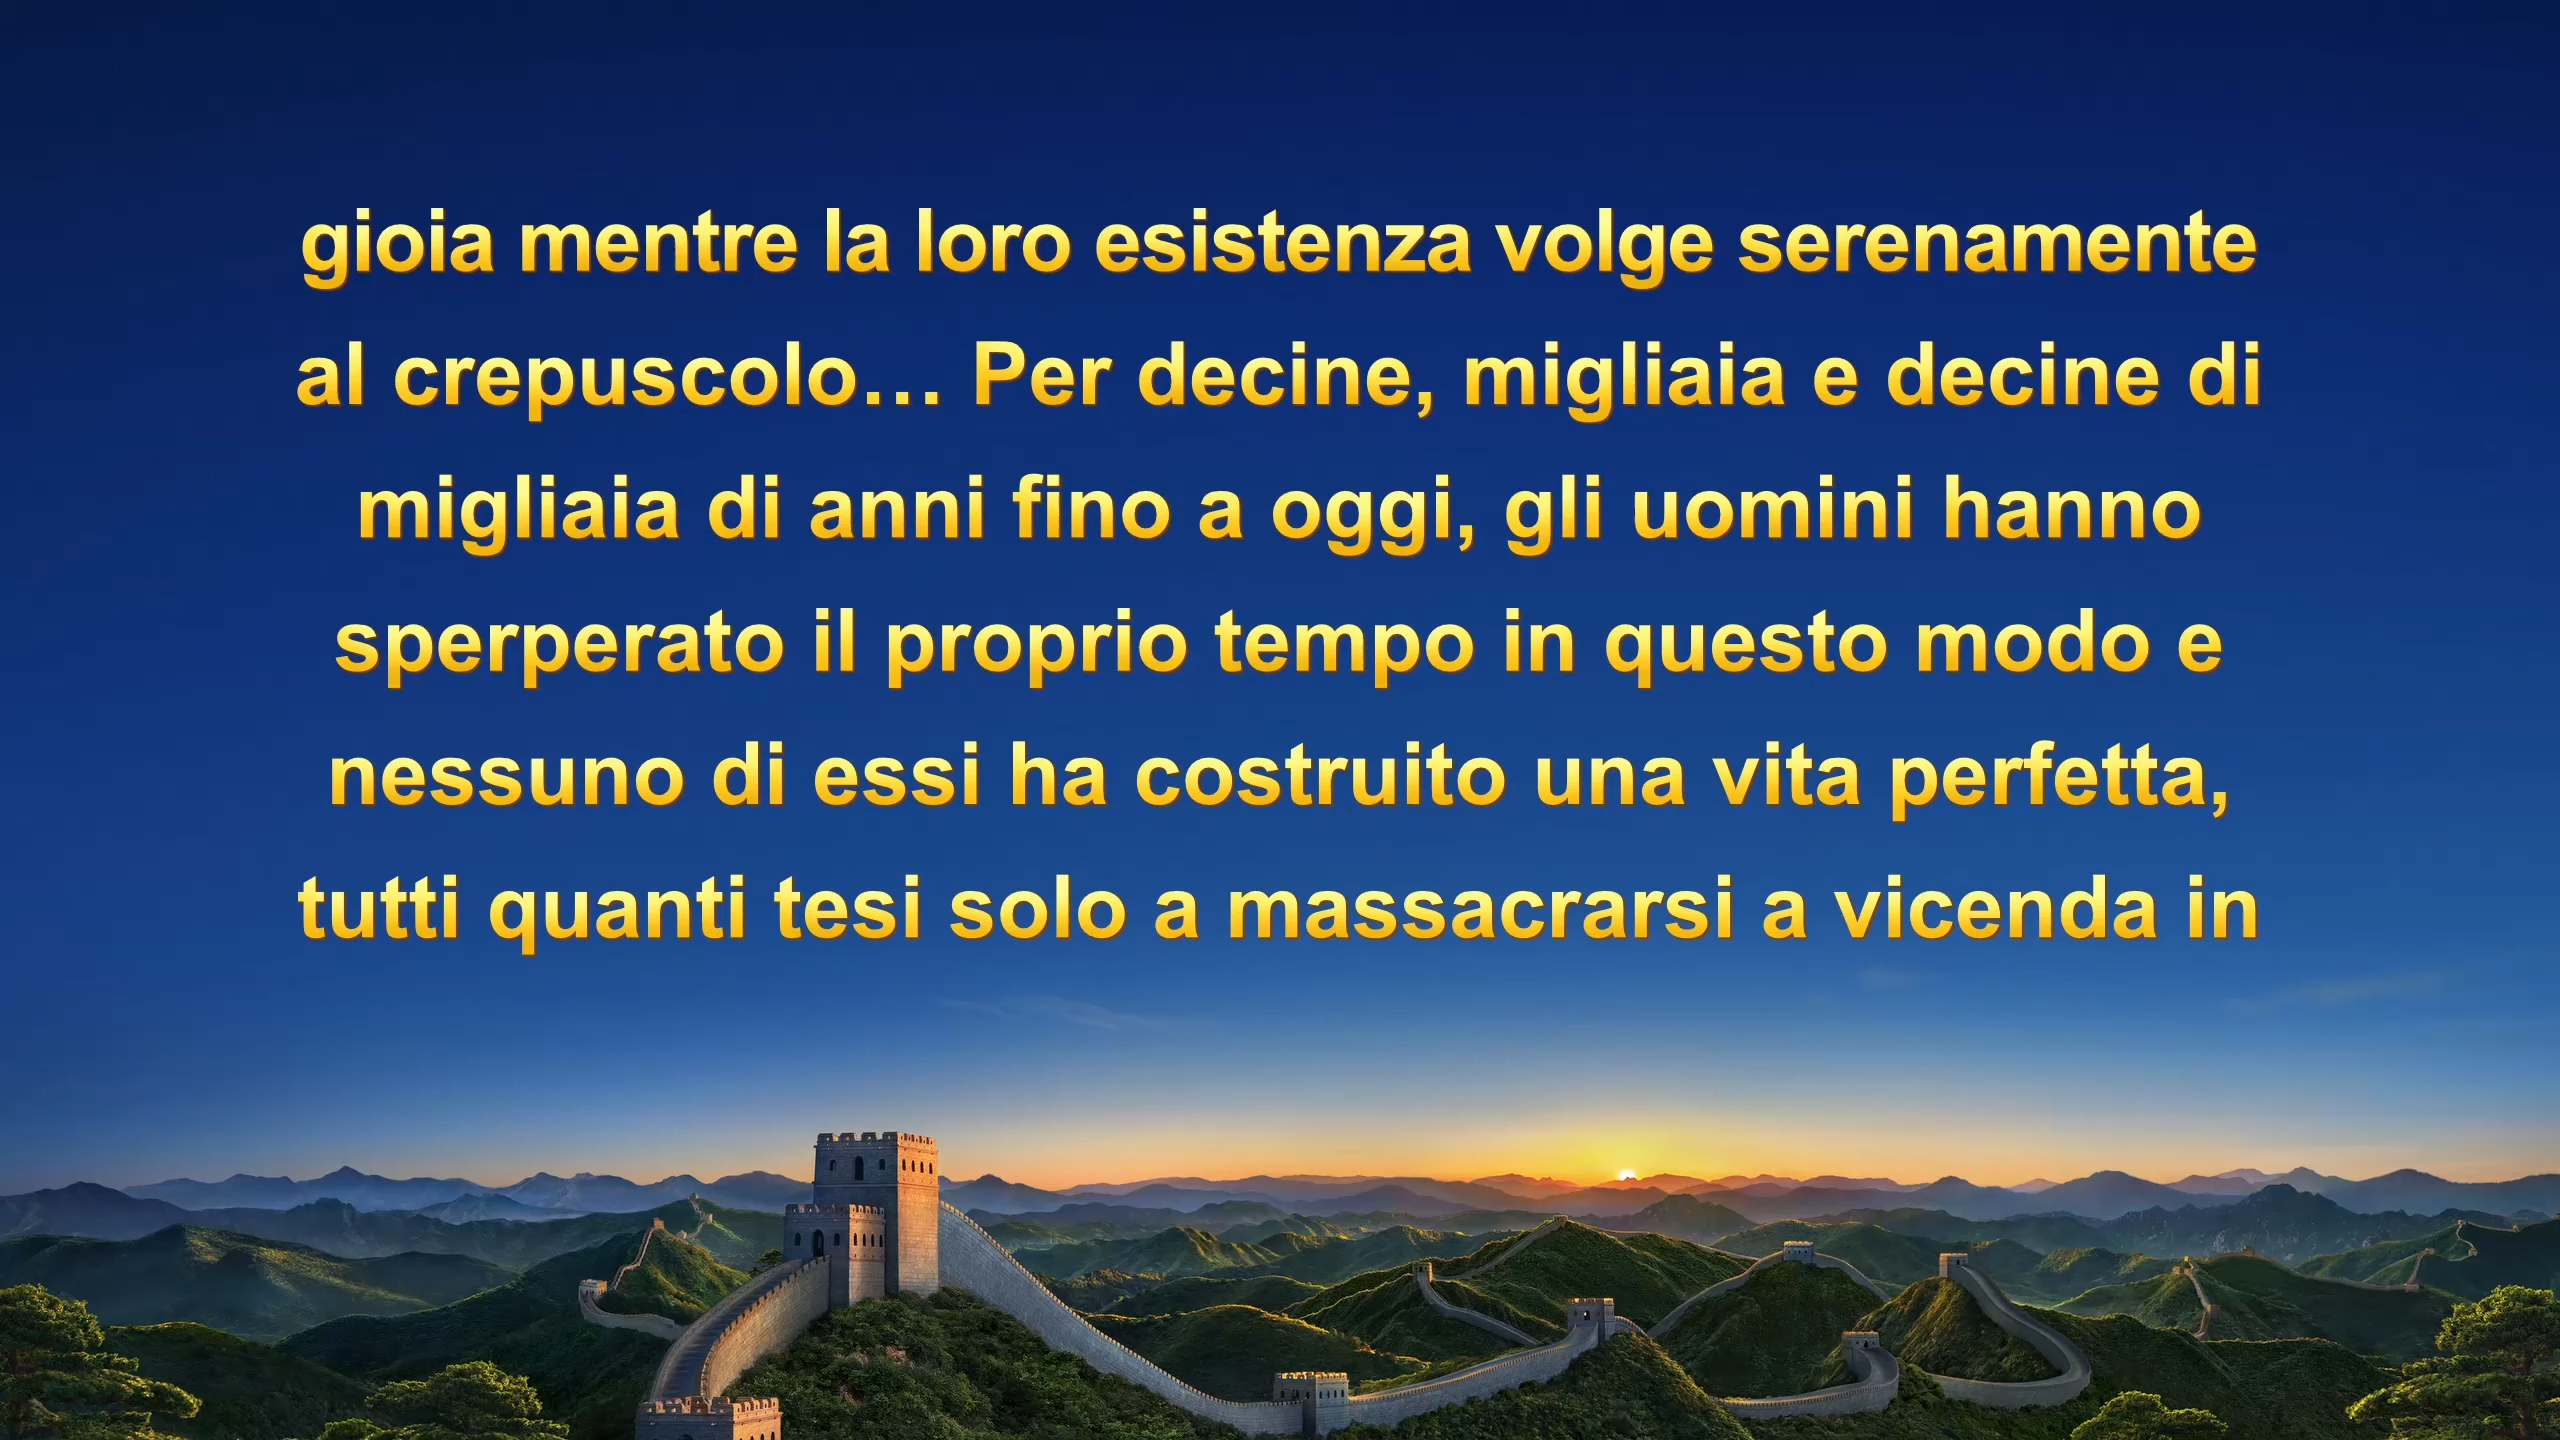 gioia mentre la loro esistenza volge serenamente
al crepuscolo… Per decine, migliaia e decine di
migliaia di anni fino a oggi, gli uomini hanno
sperperato il proprio tempo in questo modo e
nessuno di essi ha costruito una vita perfetta,
tutti quanti tesi solo a massacrarsi a vicenda in